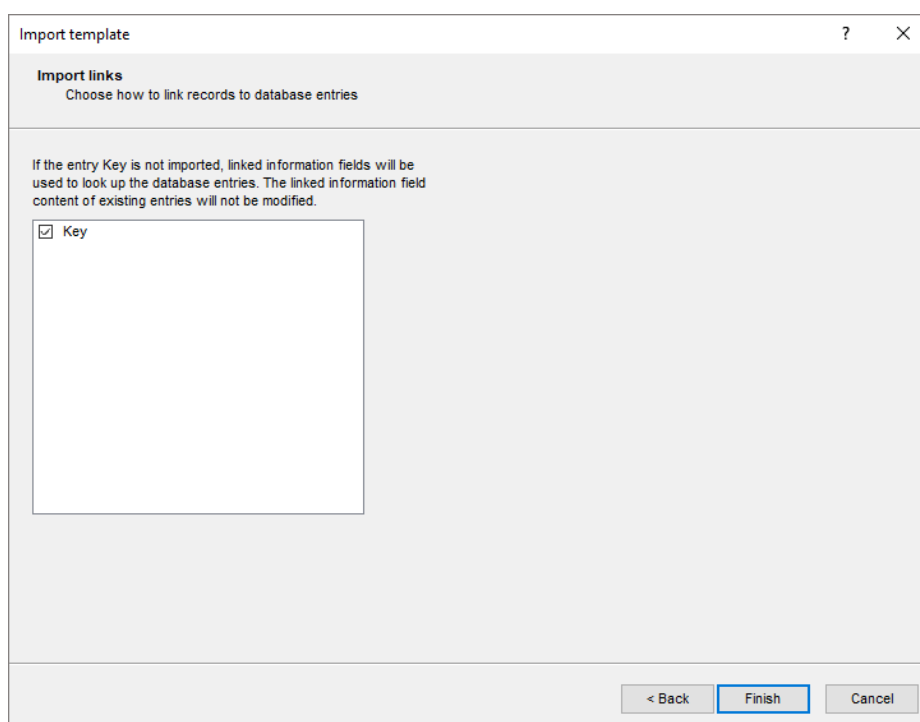 Import template
?
Import links
Choose how to link records to database entries
If the entry Key is not imported, linked information fields will be
used to look up the database entries. The linked information field
content of existing entries will not be modified.
Key
< Back
Finish
Cancel